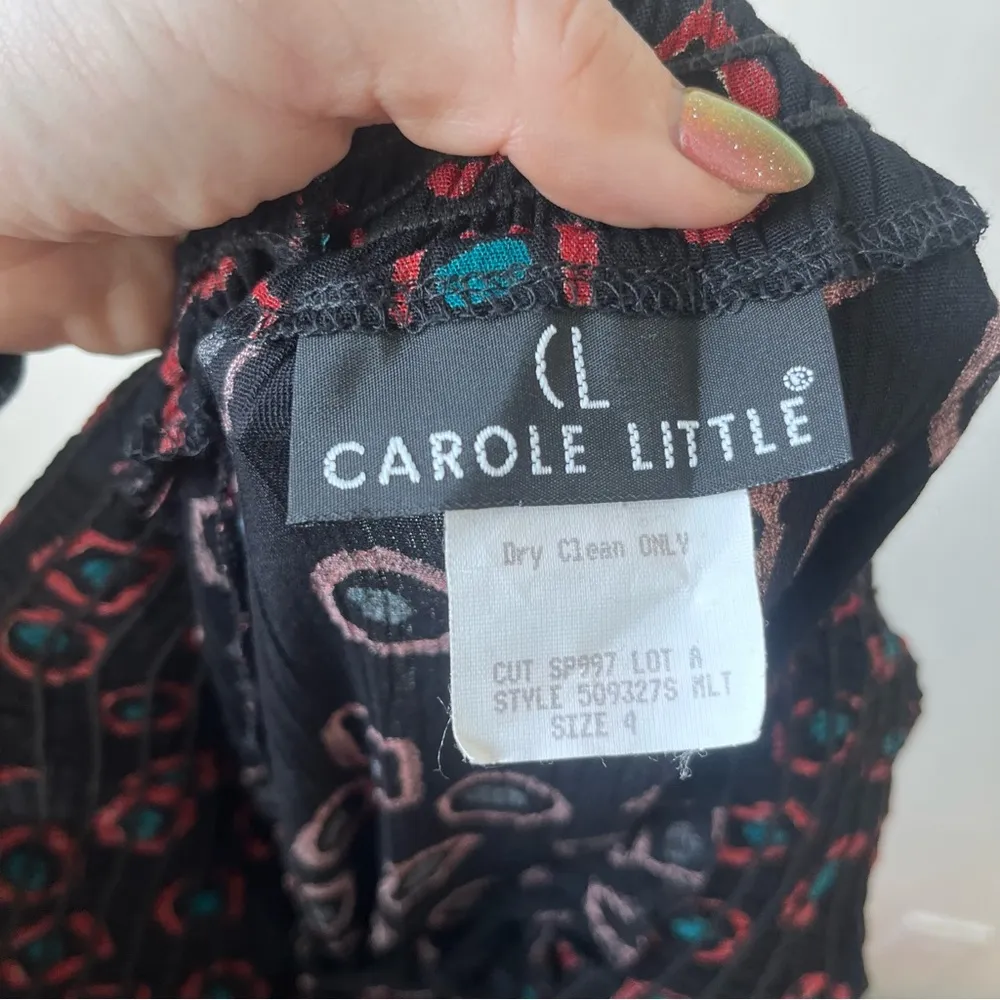 CL
CAROLE LITTLE®
Dry Clean ONLY
CUT SP997 LOT A
STYLE 509327S MLT
SIZE 4